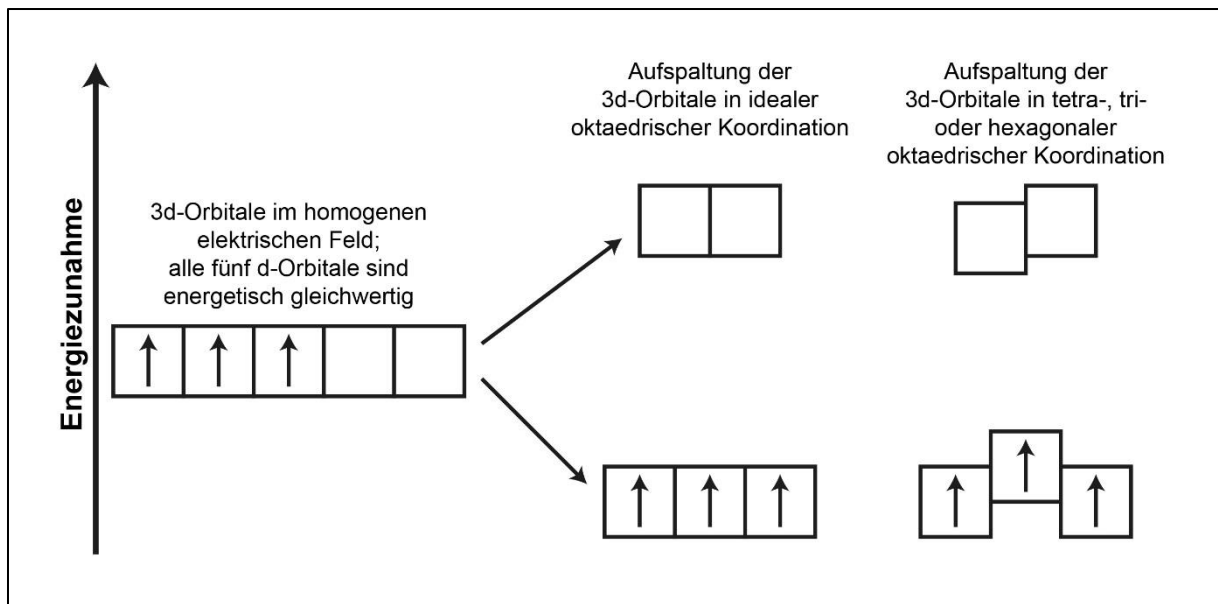 Energiezunahme
3d-Orbitale im homogenen
elektrischen Feld;
alle fünf d-Orbitale sind
energetisch gleichwertig
Aufspaltung der
3d-Orbitale in idealer
oktaedrischer Koordination
Aufspaltung der
3d-Orbitale in tetra-, tri-
oder hexagonaler
oktaedrischer Koordination